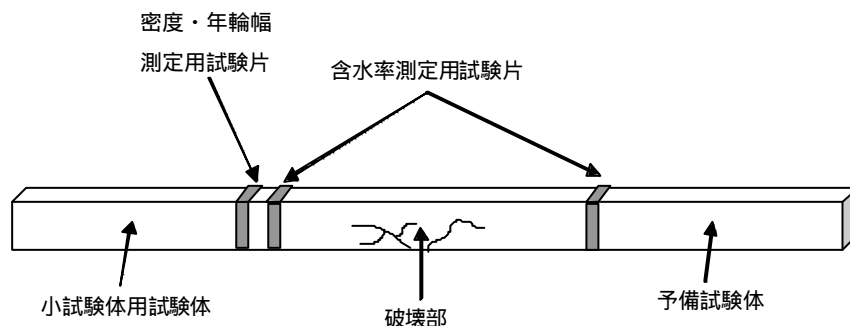 密度・年輪幅
測定用試験片
含水率測定用試験片
小試験体用試験体
破壊部
予備試験体